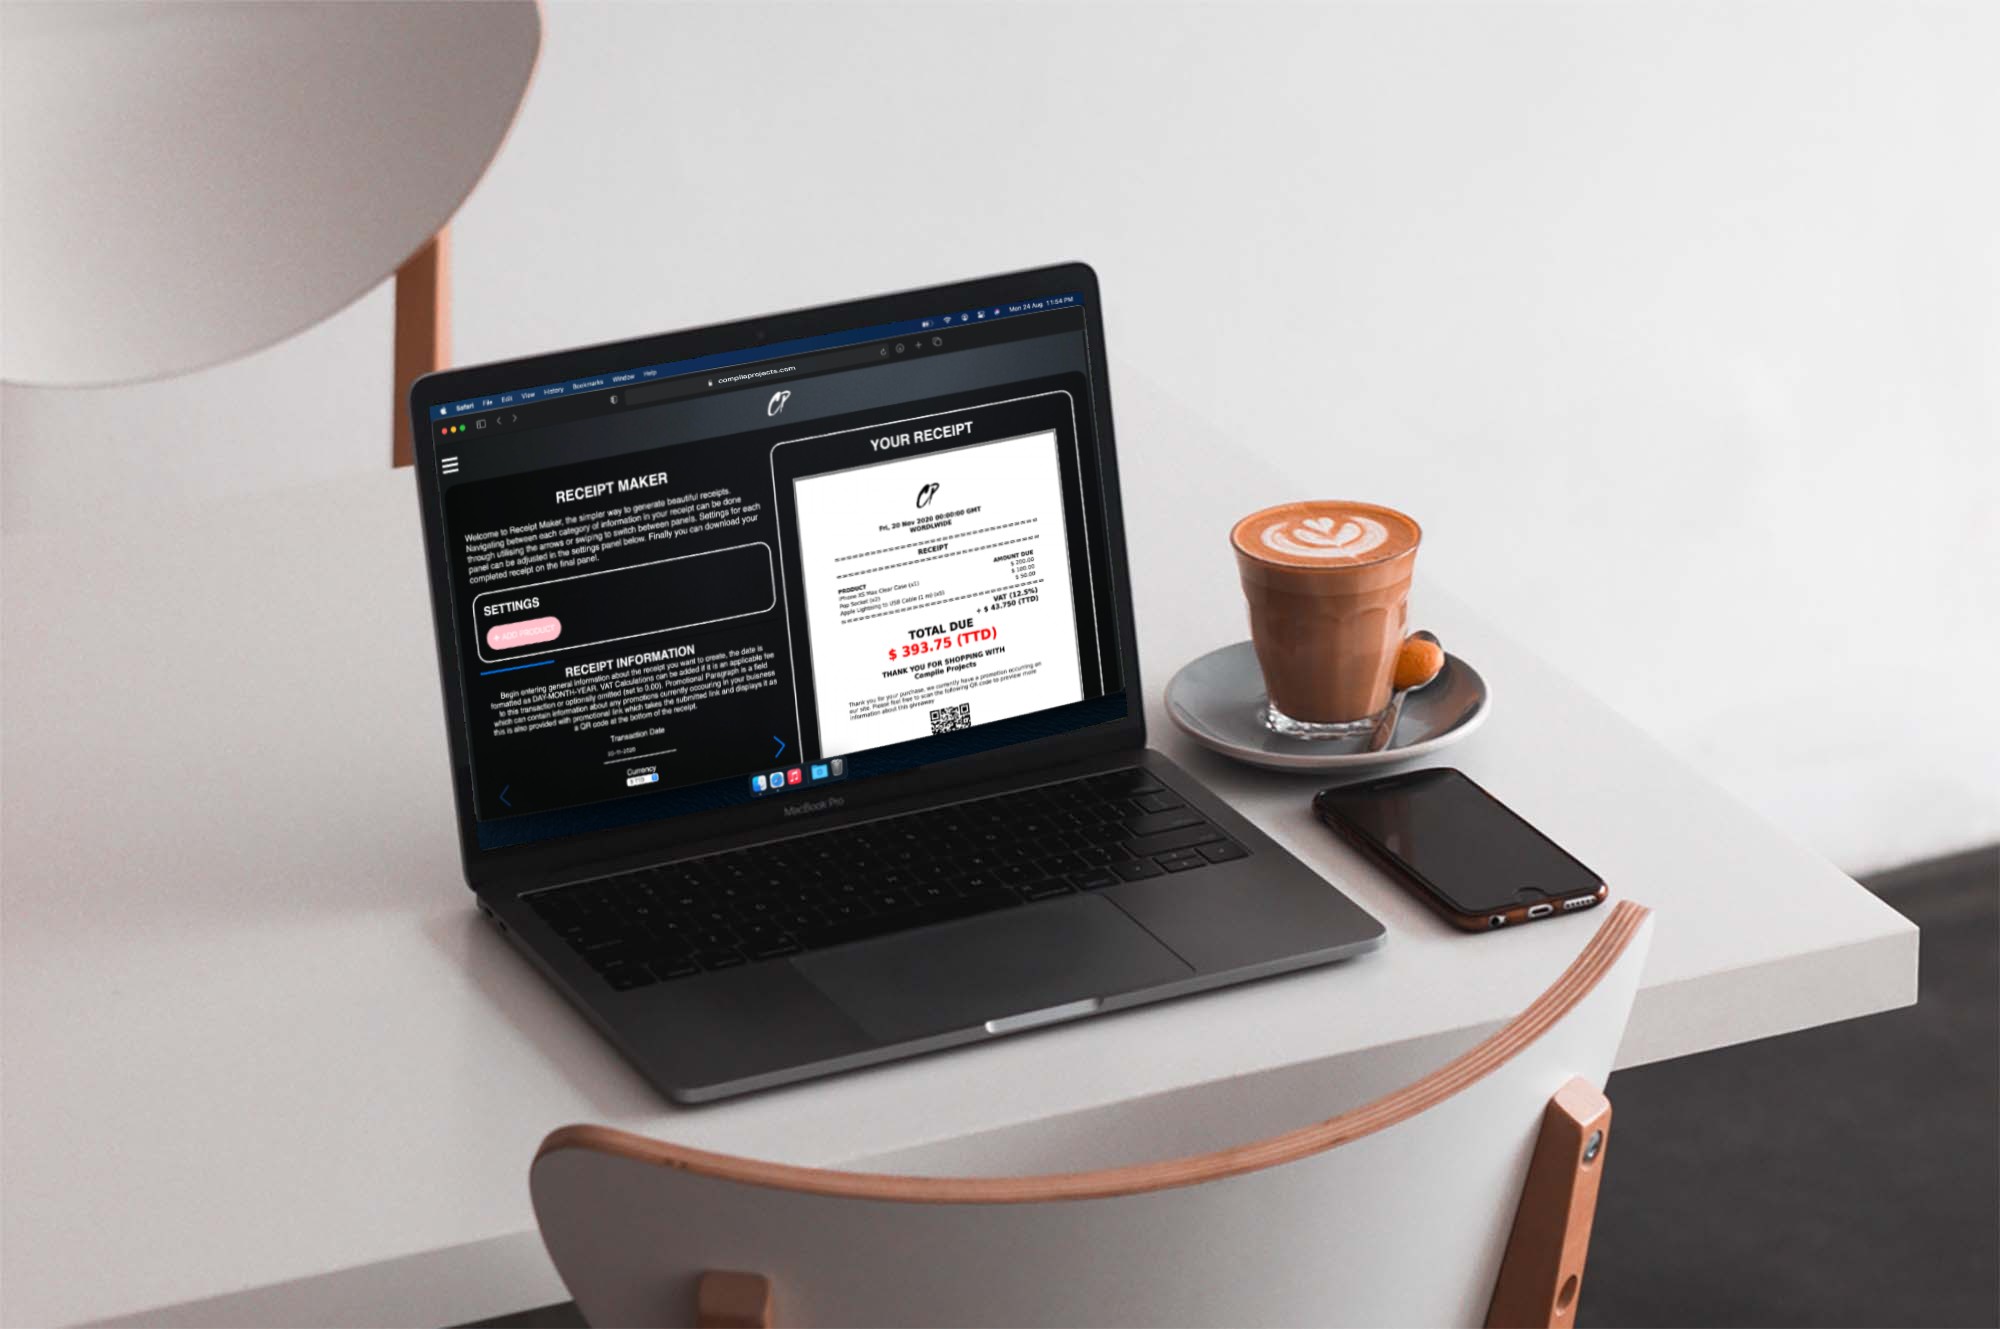 Safari File Edit View History Bookmarks Window Help Mon 24 Aug 11:54 PM
compileprojects.com
CP
RECEIPT MAKER
Welcome to Receipt Maker, the simpler way to generate beautiful receipts.
Navigating between each category of information in your receipt can be done
through utilising the arrows or swiping to switch between panels. Settings for each
panel can be adjusted in the settings panel below. Finally you can download your
completed receipt on the final panel.
SETTINGS
+ ADD PRODUCT
RECEIPT INFORMATION
Begin entering general information about the receipt you want to create, the date is
formatted as DAY-MONTH-YEAR. VAT Calculations can be added if it is an applicable fee
to this transaction or optionally omitted (set to 0.00). Promotional Paragraph is a field
which can contain information about any promotions currently occouring in your buisness
this is also provided with promotional link which takes the submitted link and displays it as
a QR code at the bottom of the receipt.
Transaction Date
Currency
$ TTD
YOUR RECEIPT
CP
Fri, 20 Nov 2020 00:00:00 GMT
WORDLWIDE
RECEIPT
PRODUCT AMOUNT DUE
iPhone XS Max Clear Case (x1) $ 200.00
Pop Socket (x2) $ 100.00
Apple Lightning to USB Cable (1 m) (x5) $ 50.00
VAT (12.5%)
+ $ 43.750 (TTD)
TOTAL DUE
$ 393.75 (TTD)
THANK YOU FOR SHOPPING WITH
Compile Projects
Thank you for your purchase, we currently have a promotion occurring on
our site. Please feel free to scan the following QR code to preview more
information about this giveaway
MacBook Pro